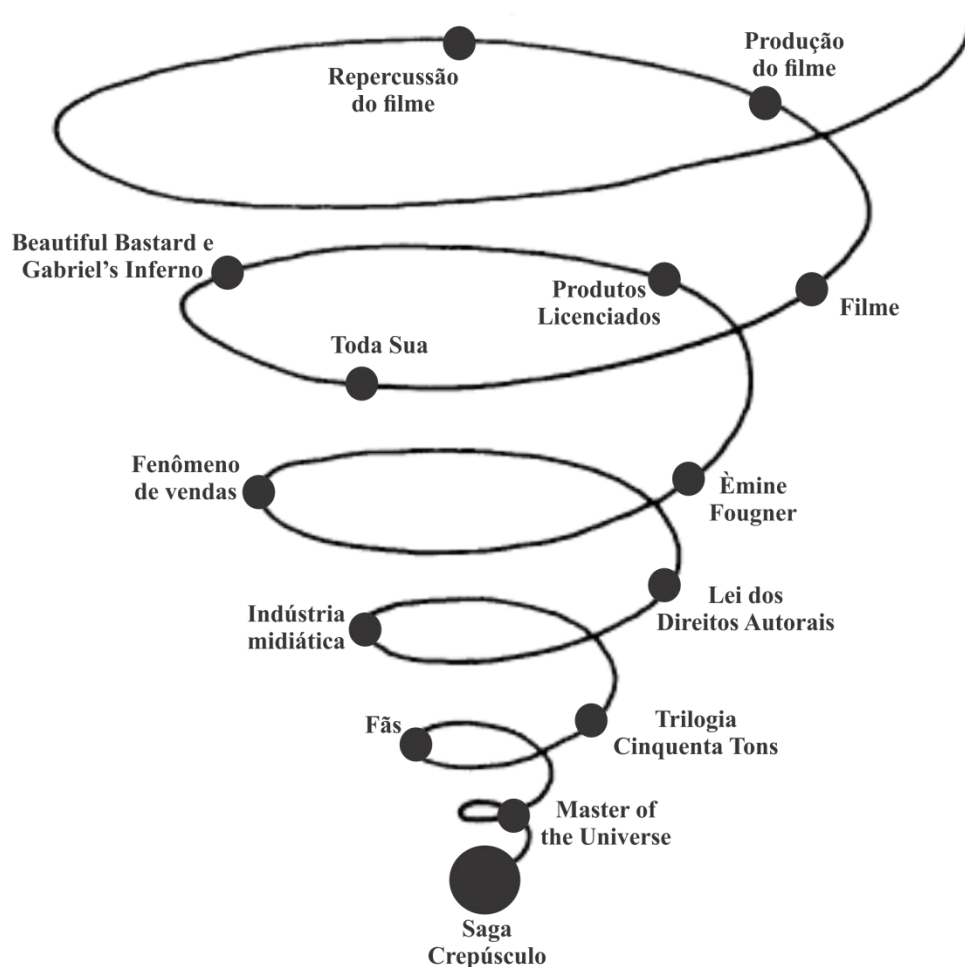 Repercussão
do filme
Produção
do filme
Beautiful Bastard e
Gabriel's Inferno
Produtos
Licenciados
Filme
Toda Sua
Fenômeno
de vendas
Èmine
Fougner
Indústria
midiática
Lei dos
Direitos Autorais
Fãs
Trilogia
Cinquenta Tons
Master of
the Universe
Saga
Crepúsculo